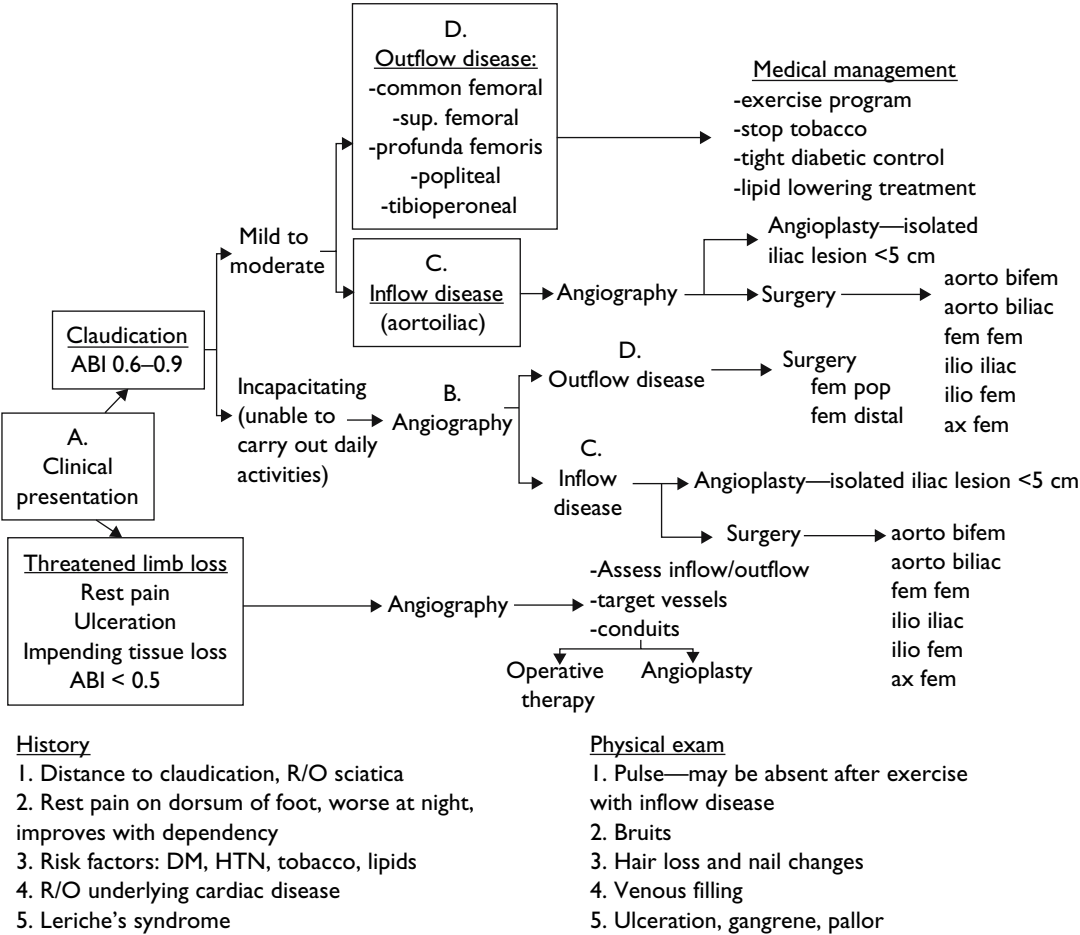 D.
Outflow disease:
-common femoral
-sup. femoral
-profunda femoris
-popliteal
-tibioperoneal
Medical management
-exercise program
-stop tobacco
-tight diabetic control
-lipid lowering treatment
Mild to
moderate
C.
Inflow disease
(aortoiliac)
Angiography
Angioplasty—isolated
iliac lesion <5 cm
Surgery
aorto bifem
aorto biliac
fem fem
ilio iliac
ilio fem
ax fem
Claudication
ABI 0.6–0.9
Incapacitating
(unable to
carry out daily
activities)
B.
Angiography
D.
Outflow disease
Surgery
fem pop
fem distal
A.
Clinical
presentation
C.
Inflow
disease
Angioplasty—isolated iliac lesion <5 cm
Surgery
aorto bifem
aorto biliac
fem fem
ilio iliac
ilio fem
ax fem
Threatened limb loss
Rest pain
Ulceration
Impending tissue loss
ABI < 0.5
Angiography
-Assess inflow/outflow
-target vessels
-conduits
Operative
therapy
Angioplasty
History
1. Distance to claudication, R/O sciatica
2. Rest pain on dorsum of foot, worse at night,
improves with dependency
3. Risk factors: DM, HTN, tobacco, lipids
4. R/O underlying cardiac disease
5. Leriche's syndrome
Physical exam
1. Pulse—may be absent after exercise
with inflow disease
2. Bruits
3. Hair loss and nail changes
4. Venous filling
5. Ulceration, gangrene, pallor